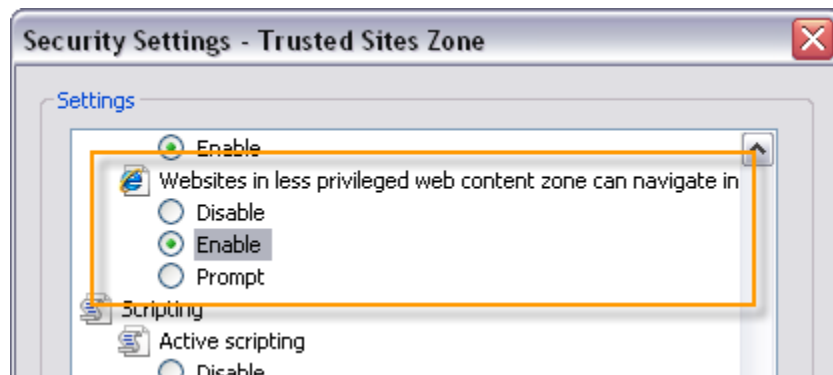 Security Settings - Trusted Sites Zone
Settings
Enable
Websites in less privileged web content zone can navigate in
Disable
Enable
Prompt
Scripting
Active scripting
Disable